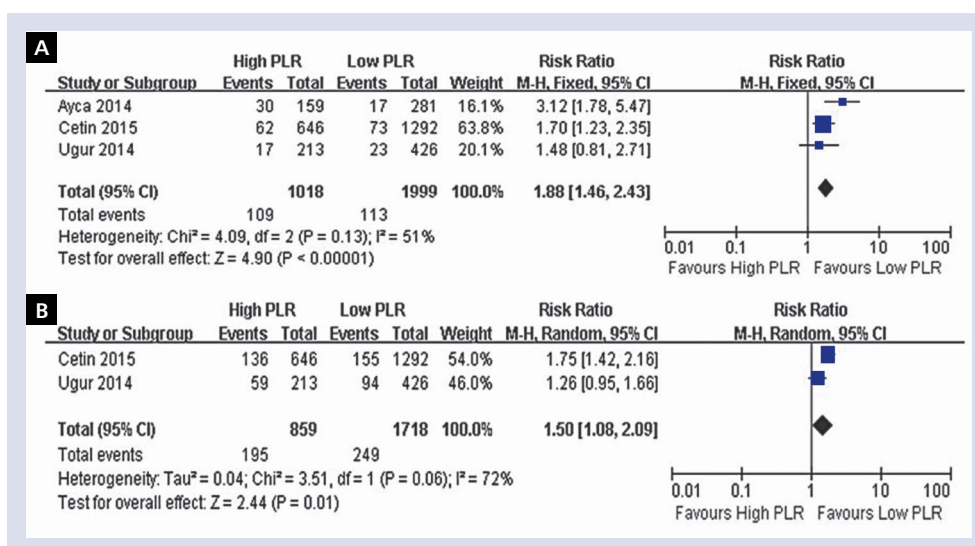 A
High PLR Low PLR Risk Ratio Risk Ratio
Study or Subgroup Events Total Events Total Weight M-H, Fixed, 95% CI M-H, Fixed, 95% CI
Ayca 2014 30 159 17 281 16.1% 3.12 [1.78, 5.47]
Cetin 2015 62 646 73 1292 63.8% 1.70 [1.23, 2.35]
Ugur 2014 17 213 23 426 20.1% 1.48 [0.81, 2.71]
Total (95% CI) 1018 1999 100.0% 1.88 [1.46, 2.43]
Total events 109 113
Heterogeneity: Chi² = 4.09, df = 2 (P = 0.13); I² = 51%
Test for overall effect: Z = 4.90 (P < 0.00001)
0.01 0.1 1 10 100
Favours High PLR Favours Low PLR
B
High PLR Low PLR Risk Ratio Risk Ratio
Study or Subgroup Events Total Events Total Weight M-H, Random, 95% CI M-H, Random, 95% CI
Cetin 2015 136 646 155 1292 54.0% 1.75 [1.42, 2.16]
Ugur 2014 59 213 94 426 46.0% 1.26 [0.95, 1.66]
Total (95% CI) 859 1718 100.0% 1.50 [1.08, 2.09]
Total events 195 249
Heterogeneity: Tau² = 0.04; Chi² = 3.51, df = 1 (P = 0.06); I² = 72%
Test for overall effect: Z = 2.44 (P = 0.01)
0.01 0.1 1 10 100
Favours High PLR Favours Low PLR